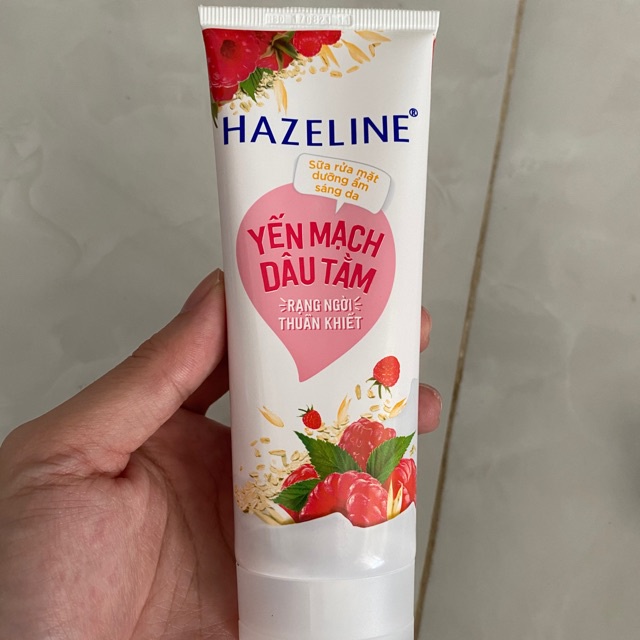 HAZELINE®
Sữa rửa mặt
dưỡng ẩm
sáng da
YẾN MẠCH
DÂU TẰM
RẠNG NGỜI
THUẦN KHIẾT